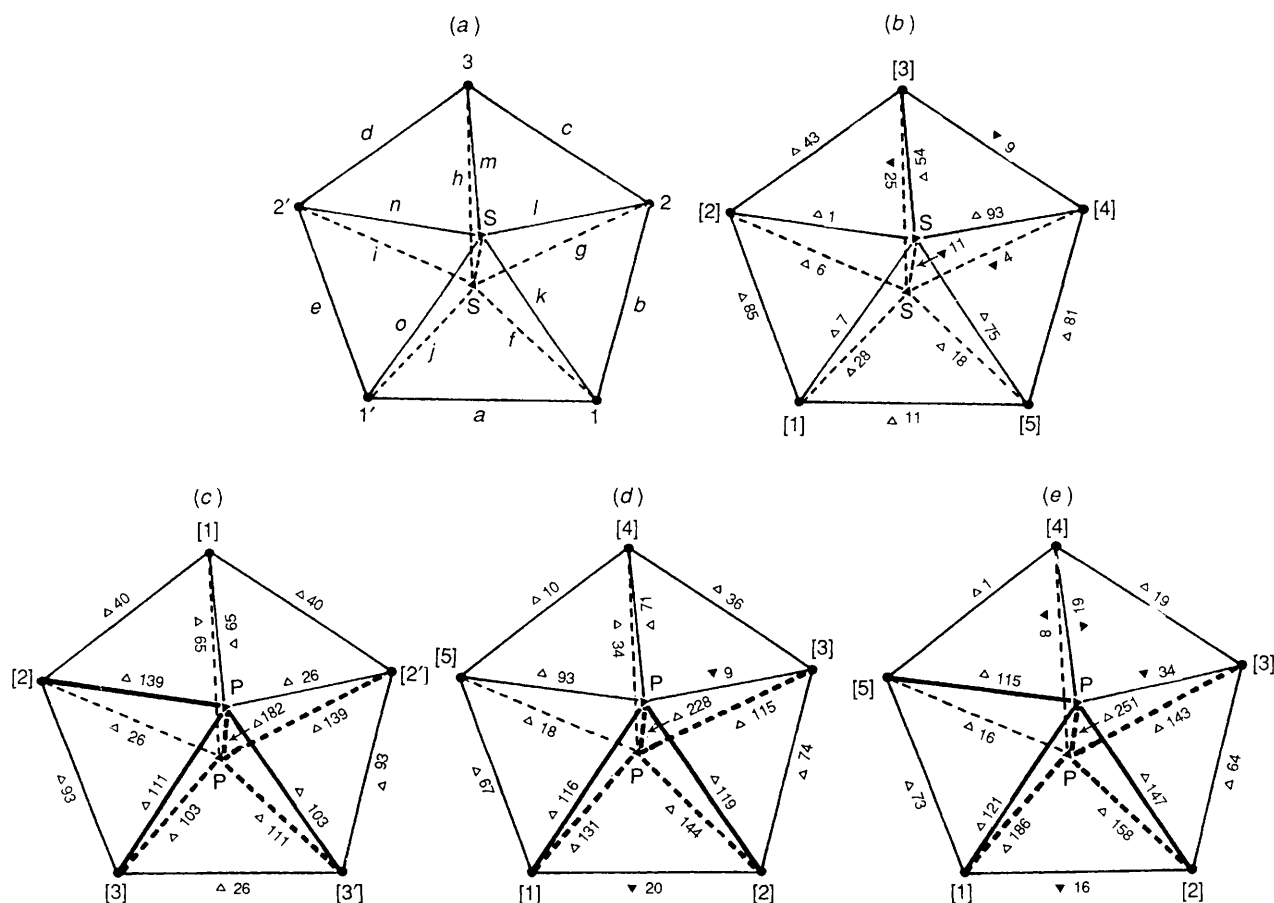 (a)
3
d
c
h
m
2′
n
S
l
2
i
g
e
S
k
b
o
j
f
1′
a
1
(b)
[3]
△ 43
▼ 9
▼ 25
△ 54
[2]
△ 1
S
△ 93
[4]
▼ 11
△ 6
▼ 4
△ 85
S
△ 7
△ 75
△ 81
△ 28
△ 18
[1]
△ 11
[5]
(c)
[1]
△ 40
△ 40
△ 65
△ 65
[2]
△ 139
P
△ 26
[2′]
△ 182
△ 26
△ 139
△ 93
P
△ 93
△ 111
△ 103
△ 103
△ 111
[3]
△ 26
[3′]
(d)
[4]
△ 10
△ 36
△ 34
△ 71
[5]
△ 93
P
▼ 9
[3]
△ 228
△ 18
△ 115
△ 67
P
△ 74
△ 116
△ 119
△ 131
△ 144
[1]
▼ 20
[2]
(e)
[4]
△ 1
△ 19
▼ 8
▼ 19
[5]
△ 115
P
▼ 34
[3]
△ 251
△ 16
△ 143
△ 73
P
△ 64
△ 121
△ 147
△ 186
△ 158
[1]
▼ 16
[2]